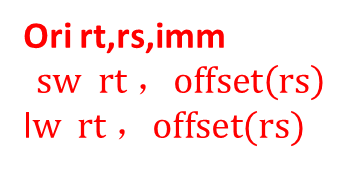 Ori rt,rs,imm
sw rt ， offset(rs)
lw rt ， offset(rs)